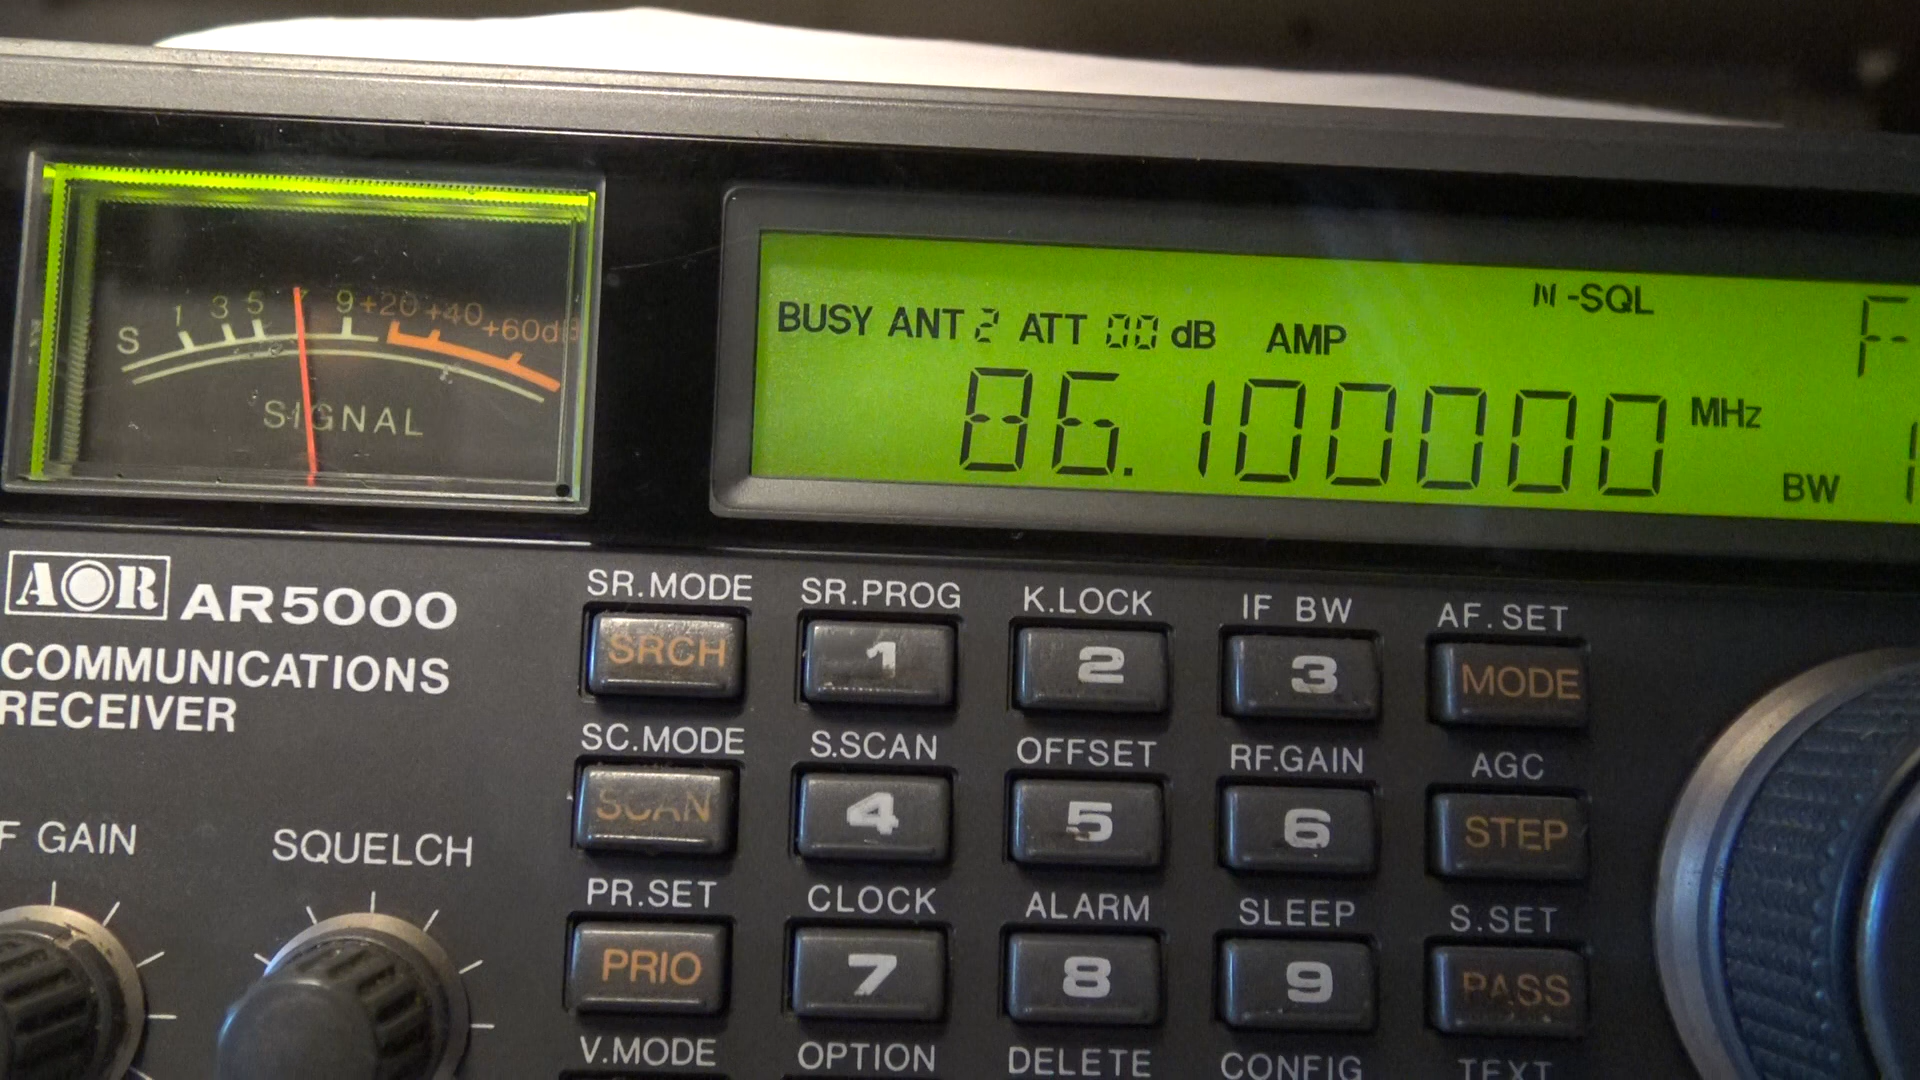 S 1 3 5 7 9 +20 +40 +60dB
SIGNAL
N -SQL
BUSY ANT 2 ATT 00 dB AMP
86.100000 MHz
BW
AOR AR5000
COMMUNICATIONS
RECEIVER
F GAIN
SQUELCH
SR.MODE SR.PROG K.LOCK IF BW AF.SET
SRCH 1 2 3 MODE
SC.MODE S.SCAN OFFSET RF.GAIN AGC
SCAN 4 5 6 STEP
PR.SET CLOCK ALARM SLEEP S.SET
PRIO 7 8 9 PASS
V.MODE OPTION DELETE CONFIG TEXT